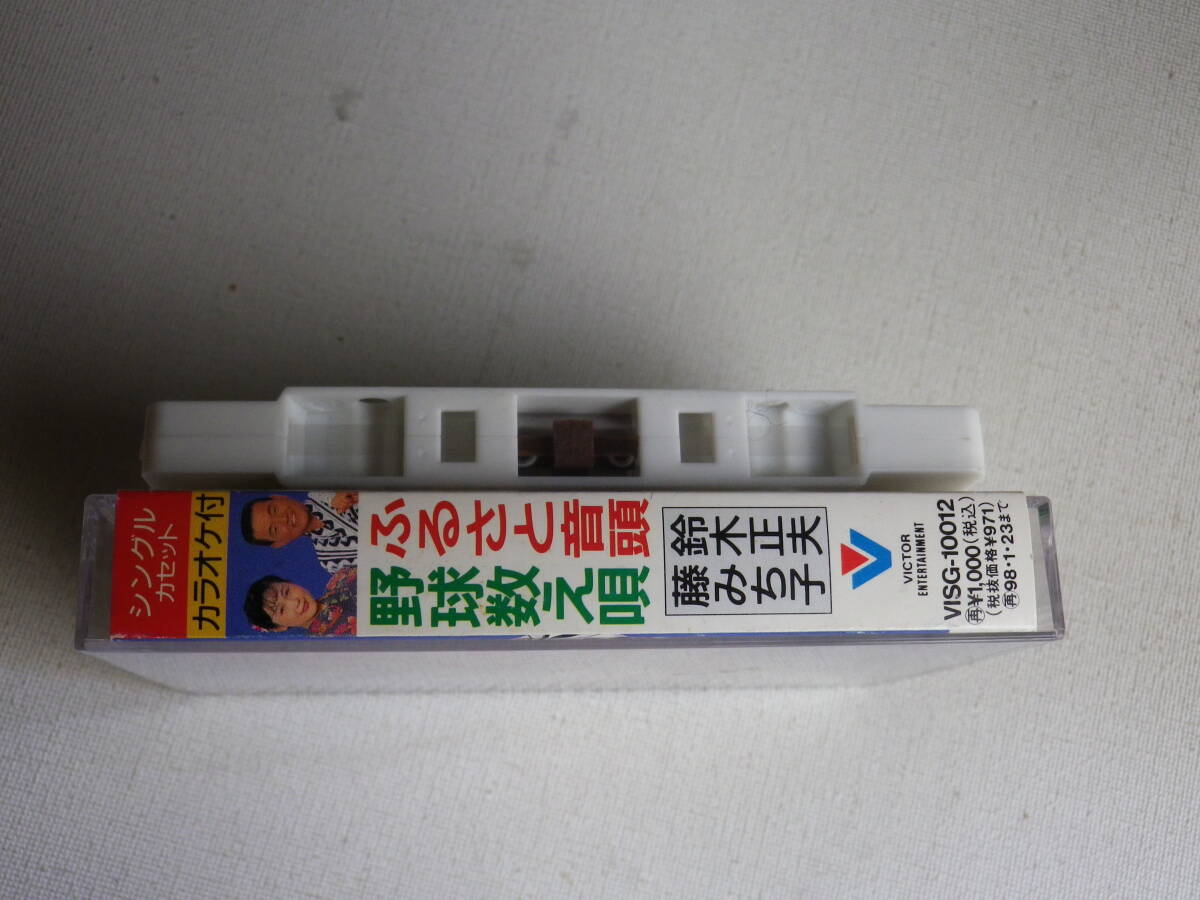 シングル
カセット
カラオケ付
ふるさと音頭
野球数え唄
鈴木正夫
藤みち子
VICTOR
ENTERTAINMENT
VISG-10012
再¥1,000(税込)
(税抜価格¥971)
再98・1・23まで